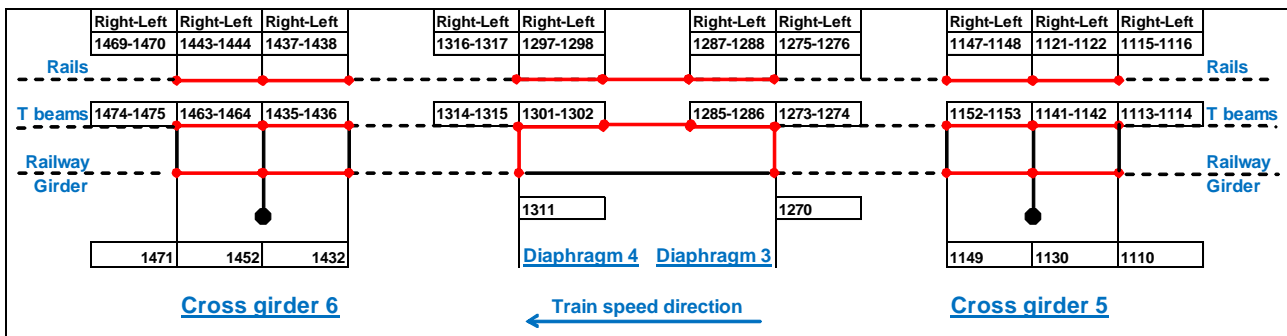 Right-Left Right-Left Right-Left Right-Left Right-Left Right-Left Right-Left Right-Left Right-Left Right-Left
1469-1470 1443-1444 1437-1438 1316-1317 1297-1298 1287-1288 1275-1276 1147-1148 1121-1122 1115-1116
Rails Rails
T beams 1474-1475 1463-1464 1435-1436 1314-1315 1301-1302 1285-1286 1273-1274 1152-1153 1141-1142 1113-1114 T beams
Railway Railway
Girder Girder
1311 1270
1471 1452 1432 Diaphragm 4 Diaphragm 3 1149 1130 1110
Cross girder 6 Train speed direction Cross girder 5